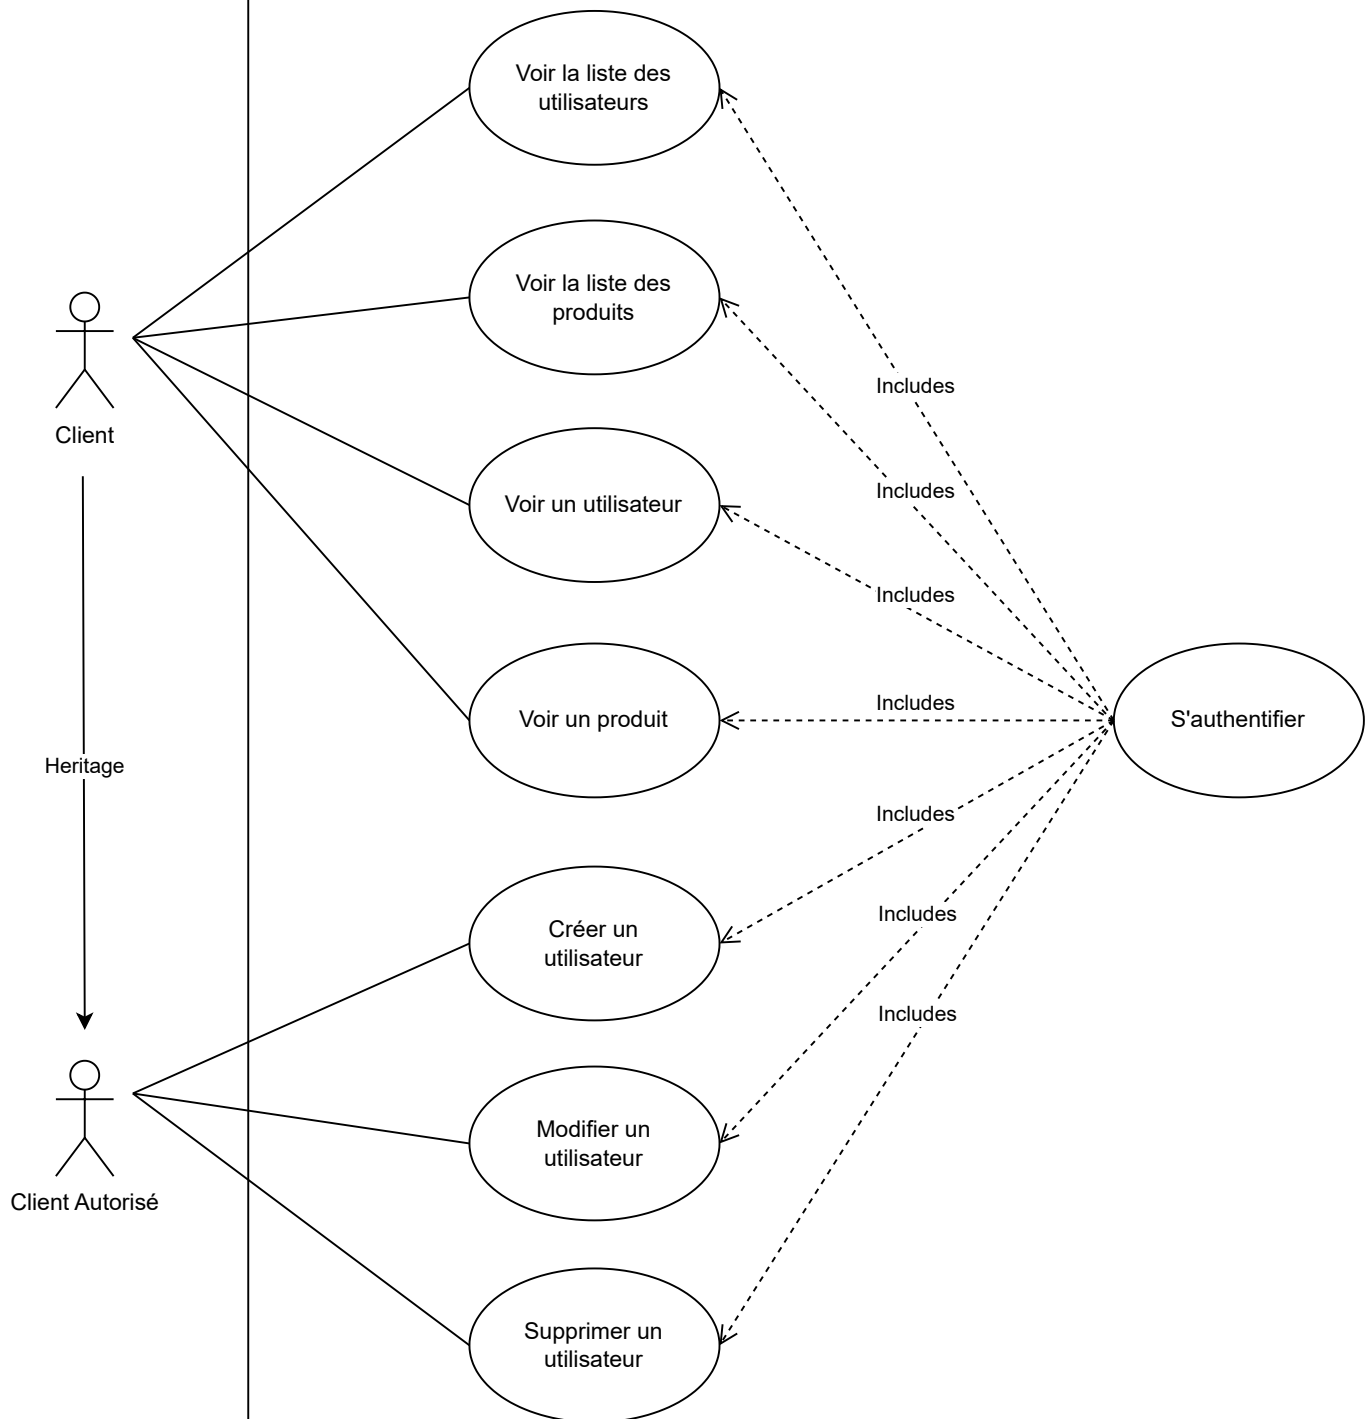 Voir la liste des
utilisateurs
Voir la liste des
produits
Includes
Client
Includes
Voir un utilisateur
Includes
Includes
Voir un produit
S'authentifier
Heritage
Includes
Créer un
utilisateur
Includes
Includes
Modifier un
utilisateur
Client Autorisé
Supprimer un
utilisateur